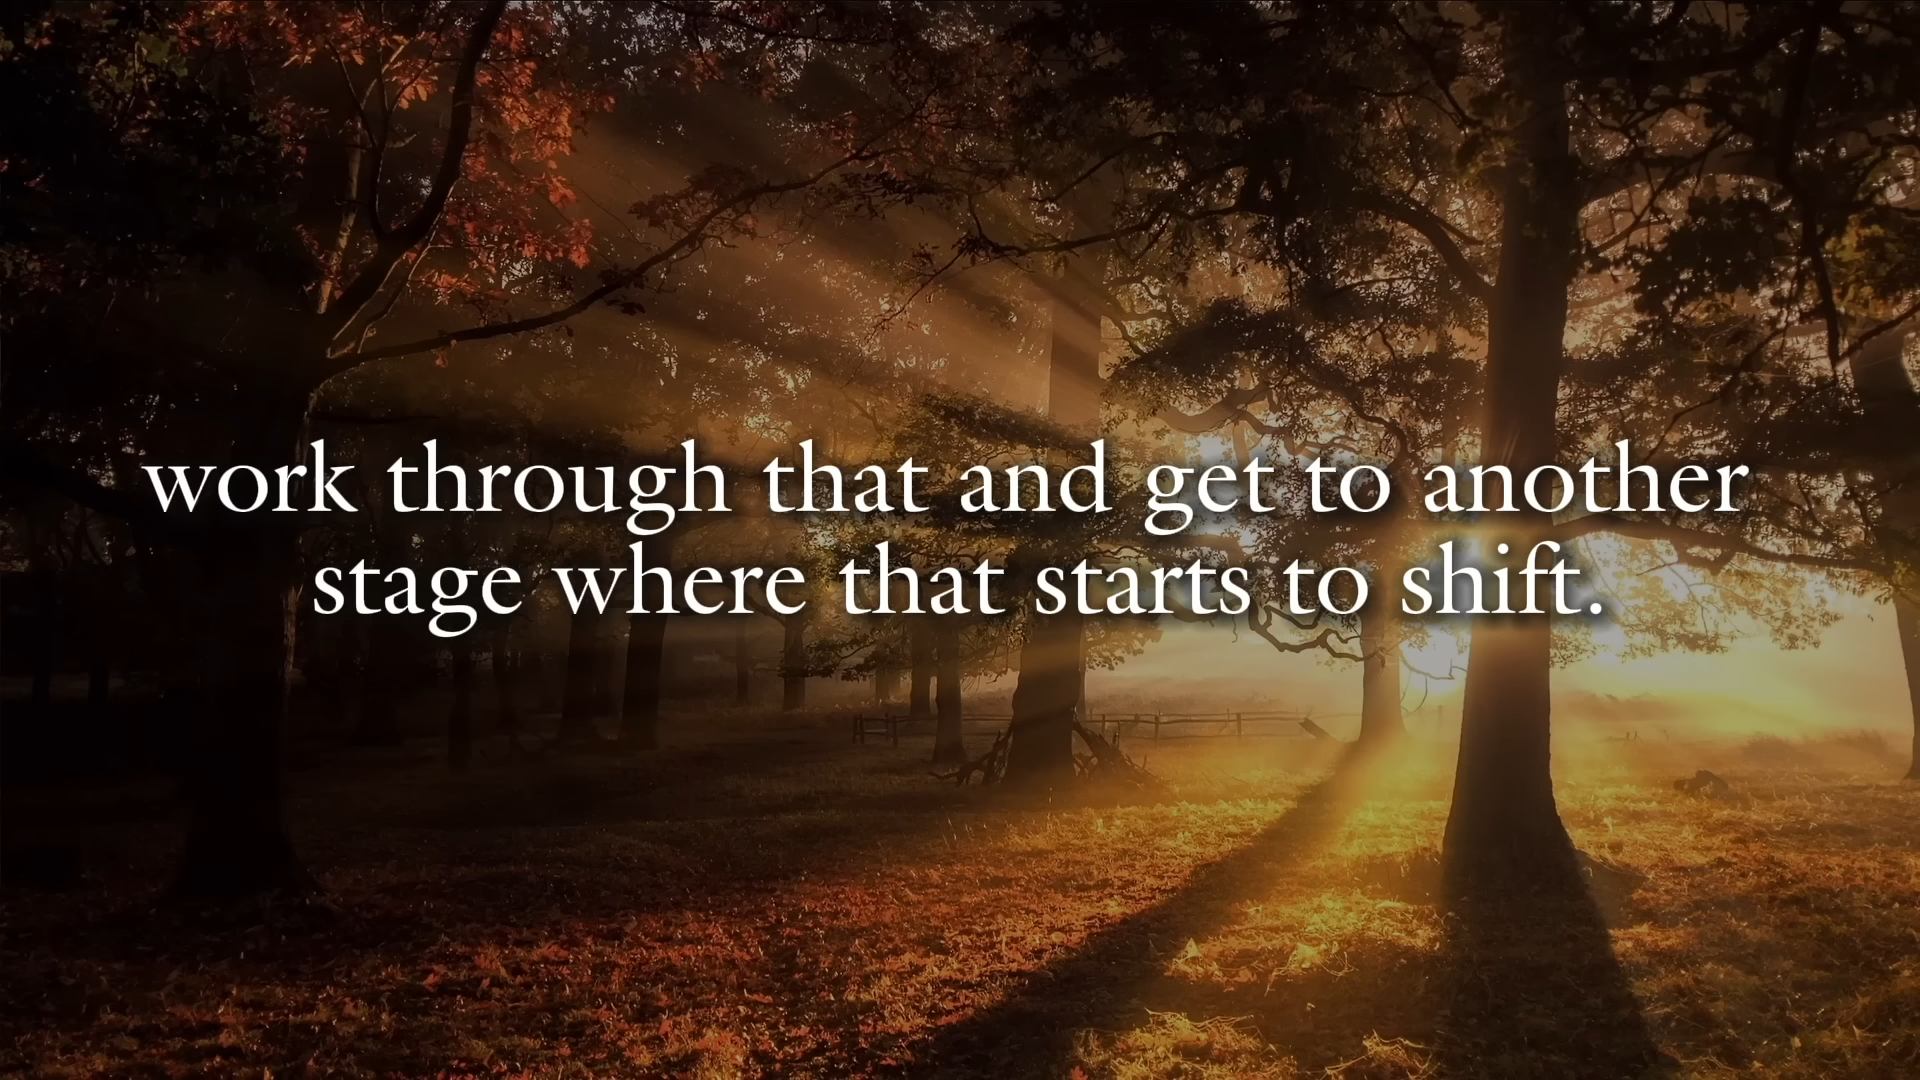 work through that and get to another
stage where that starts to shift.